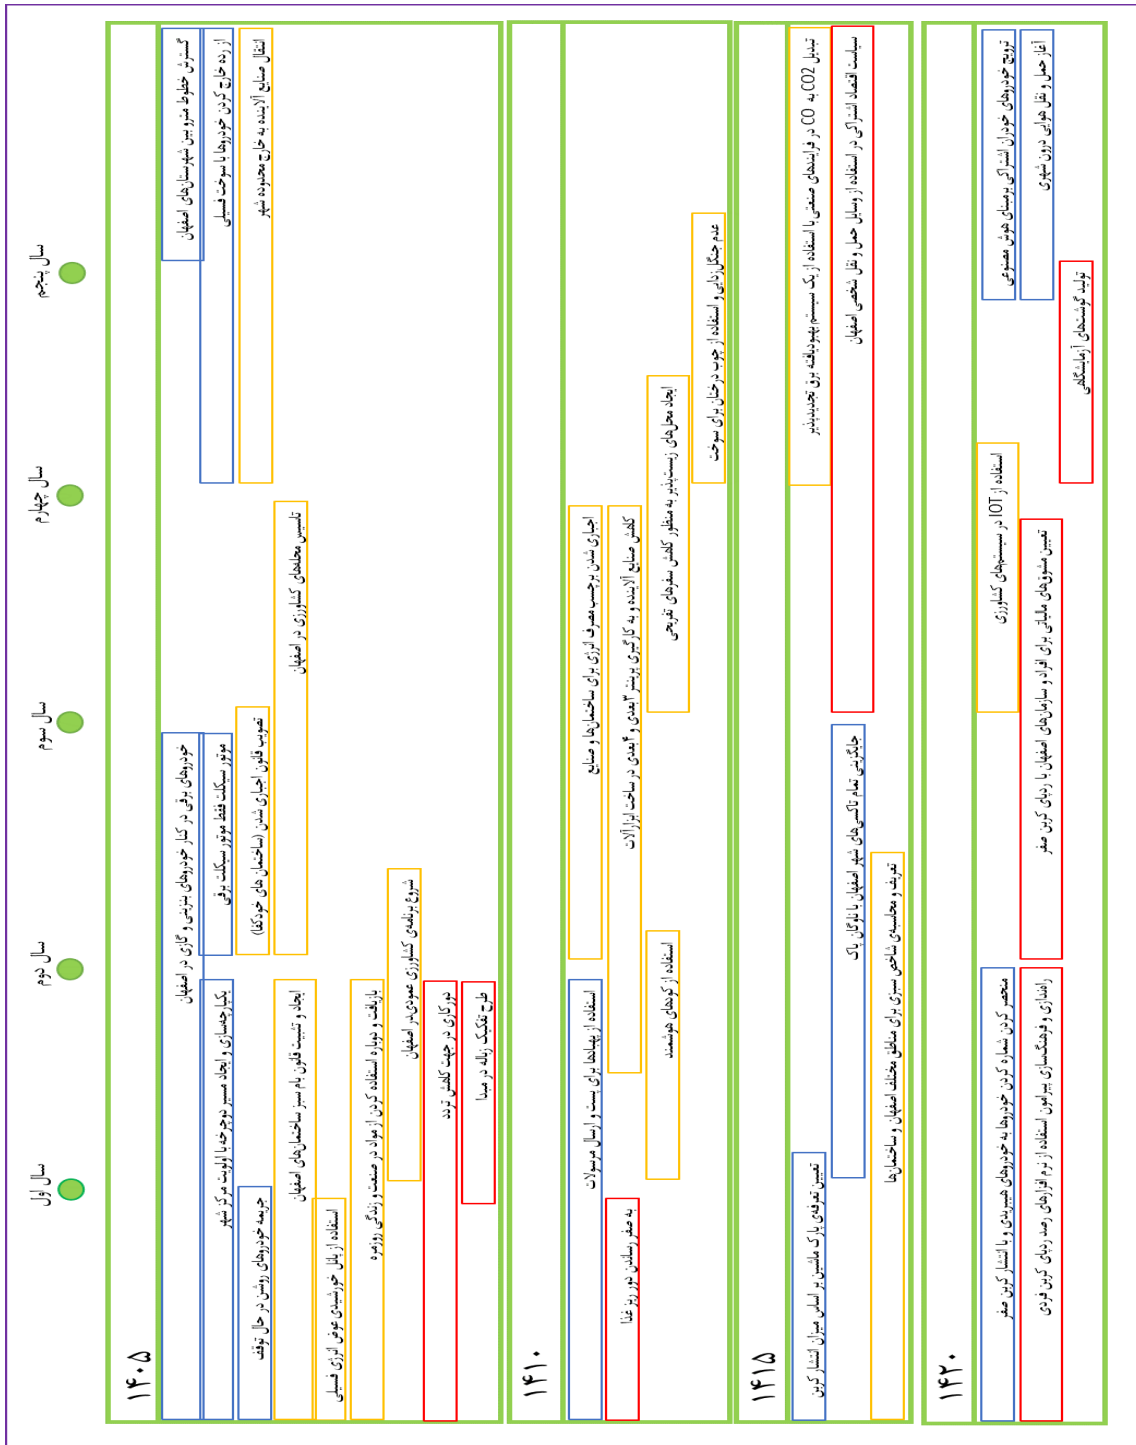 سال اول
سال دوم
سال سوم
سال چهارم
سال پنجم
۱۴۰۵
خودروهای برقی در کنار خودروهای بنزینی و گازی در اصفهان
گسترش خطوط مترو بین شهرستان‌های اصفهان
یکپارچه‌سازی و ایجاد مسیر دوچرخه با اولویت مرکز شهر
موتور سیکلت فقط موتور سیکلت برقی
از رده خارج کردن خودروها با سوخت فسیلی
جریمه خودروهای روشن در حال توقف
تصویب قانون اجباری شدن (ساختمان های خودکفا)
انتقال صنایع آلاینده به خارج محدوده شهر
ایجاد و تثبیت قانون بام سبز ساختمان‌های اصفهان
تاسیس محله‌های کشاورزی در اصفهان
استفاده از پانل خورشیدی عوض انرژی فسیلی
بازیافت و دوباره استفاده کردن از مواد در صنعت و زندگی روزمره
شروع برنامه‌ی کشاورزی عمودی‌در اصفهان
دورکاری در جهت کاهش تردد
طرح تفکیک زباله در مبدا
۱۴۱۰
استفاده از پهبادها برای پست و ارسال مرسولات
اجباری شدن برچسب مصرف انرژی برای ساختمان‌ها و صنایع
به صفر رساندن دور ریز غذا
کاهش صنایع آلاینده و به کارگیری پرینتر ۳بعدی و ۴بعدی در ساخت ابزارآلات
استفاده از کودهای هوشمند
ایجاد محل‌های زیست‌پذیر به منظور کاهش سفرهای تفریحی
عدم جنگل‌زدایی و استفاده از چوب درختان برای سوخت
۱۴۱۵
تعیین تعرفه‌ی پارک ماشین بر اساس میزان انتشار کربن
تبدیل CO2 به CO در فرایندهای صنعتی با استفاده از یک سیستم بهبودیافته برق تجدیدپذیر
جایگزینی تمام تاکسی‌های شهر اصفهان با ناوگان پاک
سیاست اقتصاد اشتراکی در استفاده از وسایل حمل و نقل شخصی اصفهان
تعریف و محاسبه‌ی شاخص سبزی برای مناطق مختلف اصفهان و ساختمان‌ها
۱۴۲۰
منحصر کردن شماره کردن خودروها به خودروهای هیبریدی و با انتشار کربن صفر
استفاده از IOT در سیستم‌های کشاورزی
ترویج خودروهای خودران اشتراکی برمبنای هوش مصنوعی
راه‌اندازی و فرهنگ‌سازی پیرامون استفاده از نرم افزارهای رصد ردپای کربن فردی
تعیین مشوق‌های مالیاتی برای افراد و سازمان‌های اصفهان با ردپای کربن صفر
آغاز حمل و نقل هوایی درون شهری
تولید گوشت‌های آزمایشگاهی